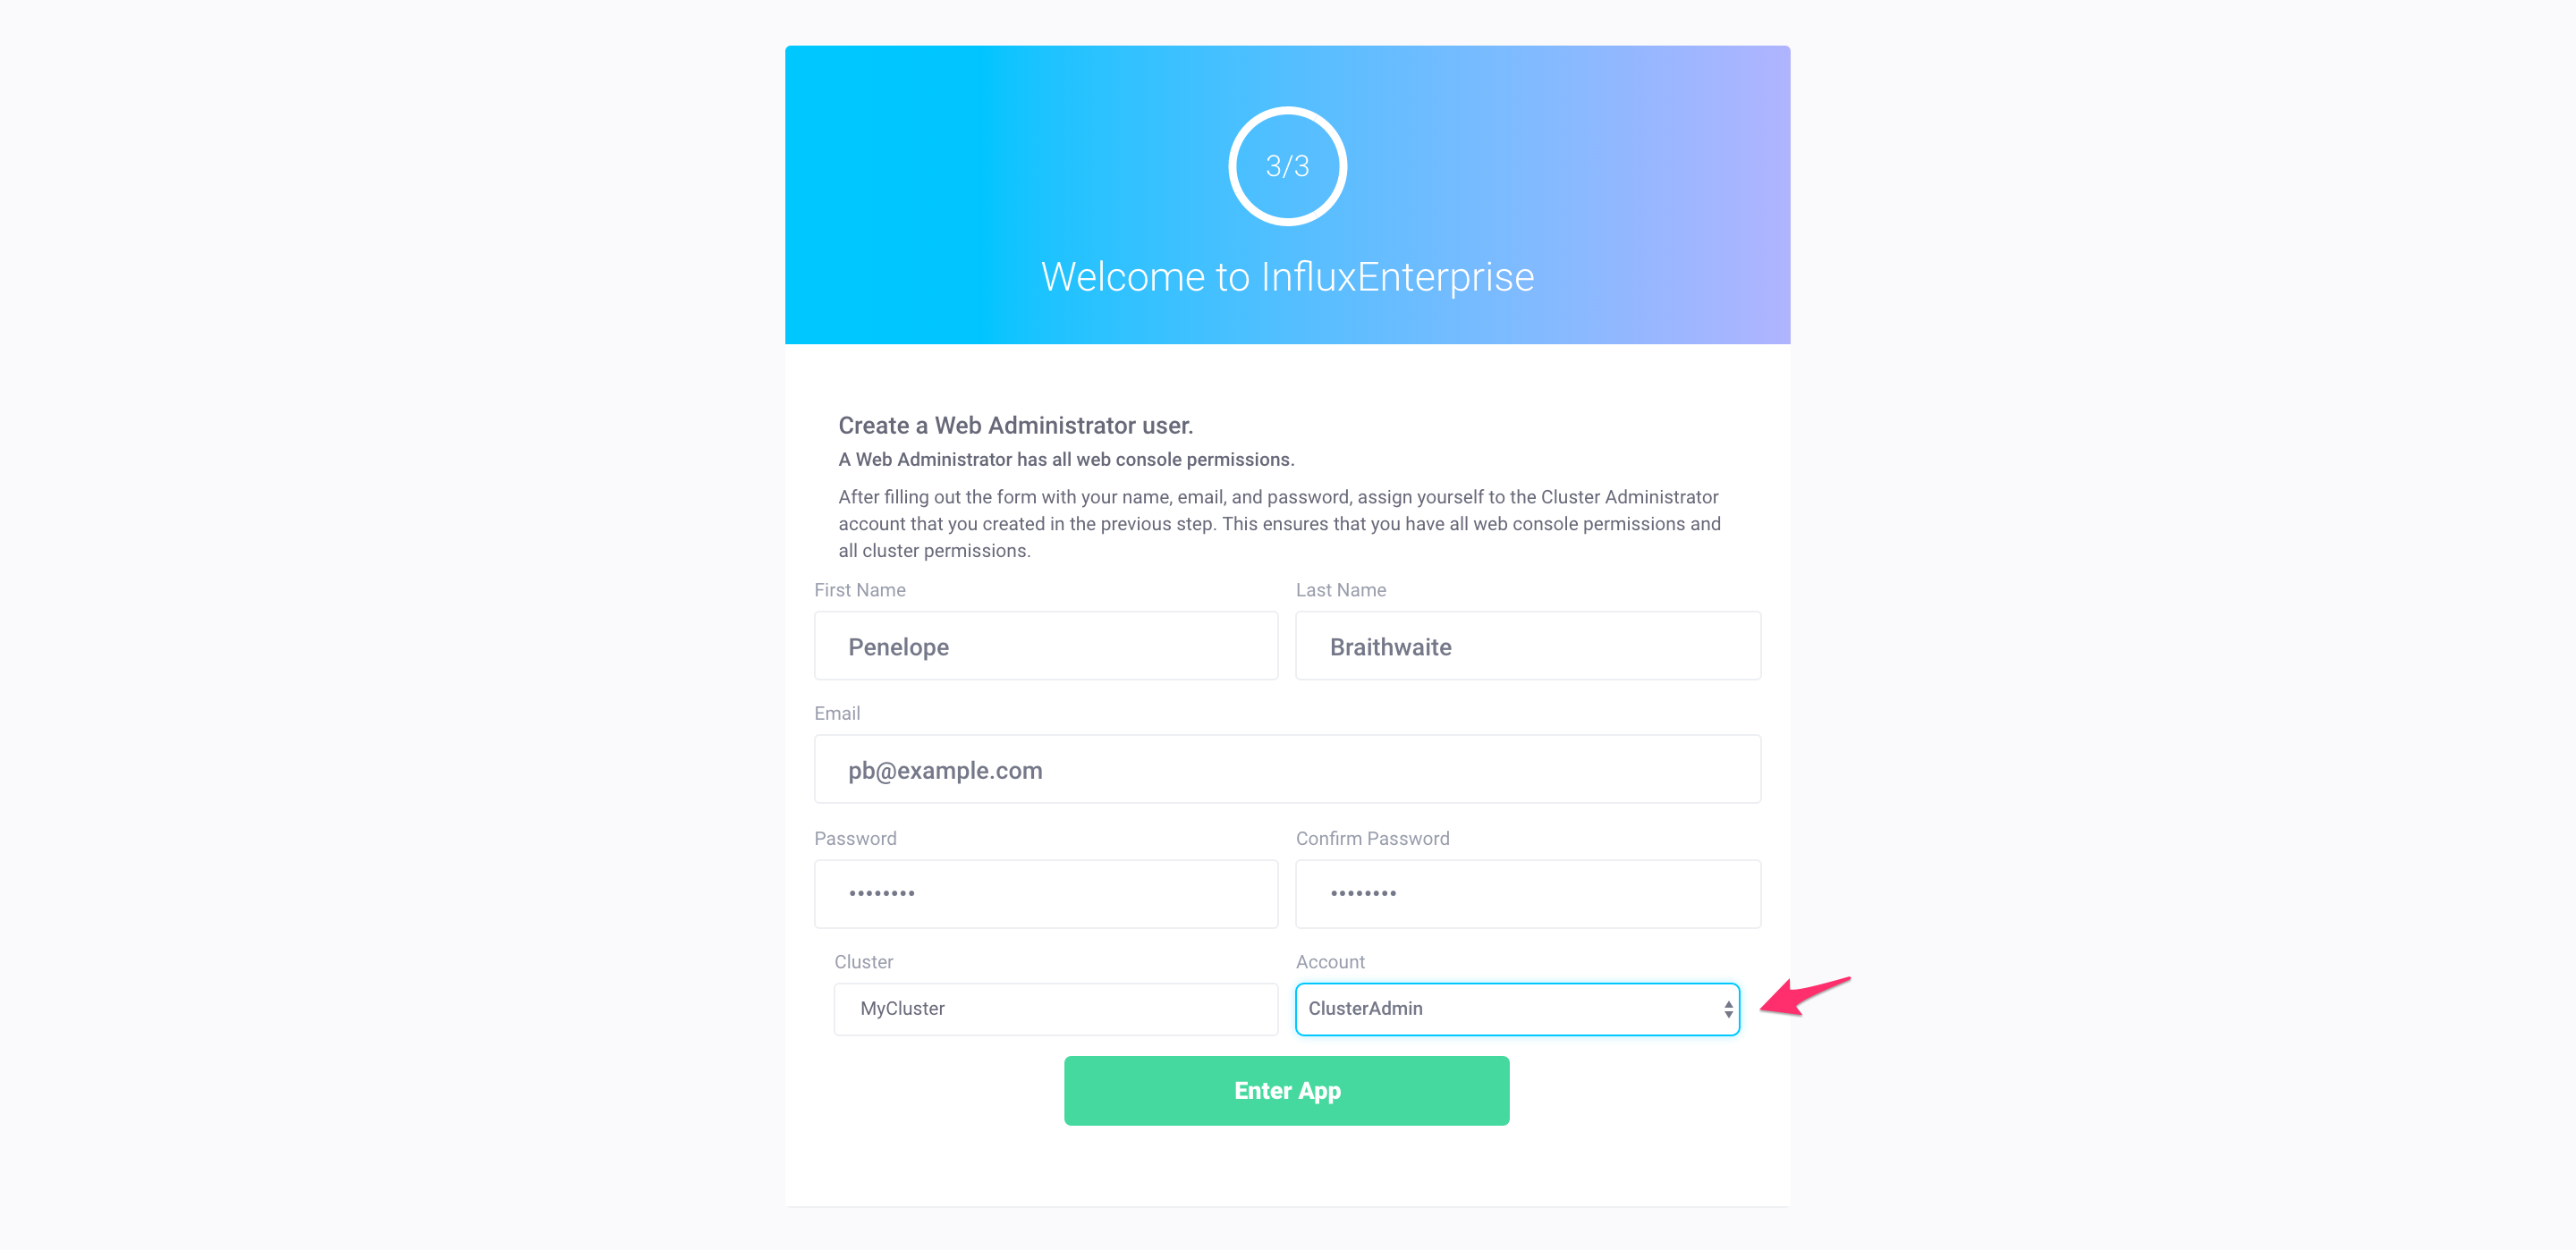 3/3
Welcome to InfluxEnterprise
Create a Web Administrator user.
A Web Administrator has all web console permissions.
After filling out the form with your name, email, and password, assign yourself to the Cluster Administrator
account that you created in the previous step. This ensures that you have all web console permissions and
all cluster permissions.
First Name
Last Name
Penelope
Braithwaite
Email
pb@example.com
Password
Confirm Password
••••••••
••••••••
Cluster
Account
MyCluster
ClusterAdmin
Enter App